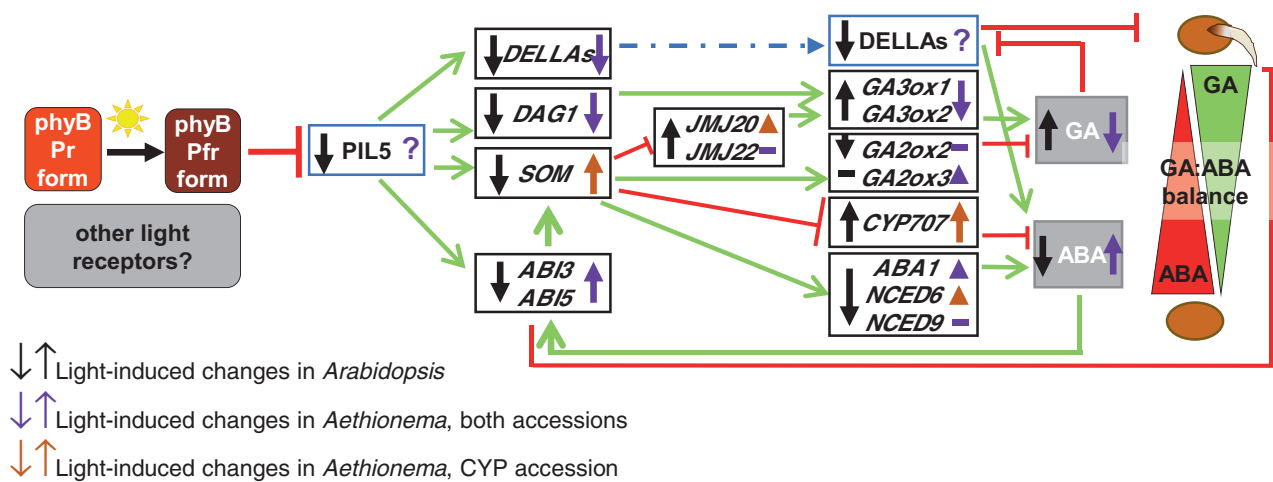 phyB
Pr
form
phyB
Pfr
form
other light
receptors?
PIL5 ?
DELLAs
DAG1
SOM
ABI3
ABI5
JMJ20
JMJ22
DELLAs ?
GA3ox1
GA3ox2
GA2ox2
GA2ox3
CYP707
ABA1
NCED6
NCED9
GA
ABA
GA
GA:ABA
balance
ABA
Light-induced changes in Arabidopsis
Light-induced changes in Aethionema, both accessions
Light-induced changes in Aethionema, CYP accession